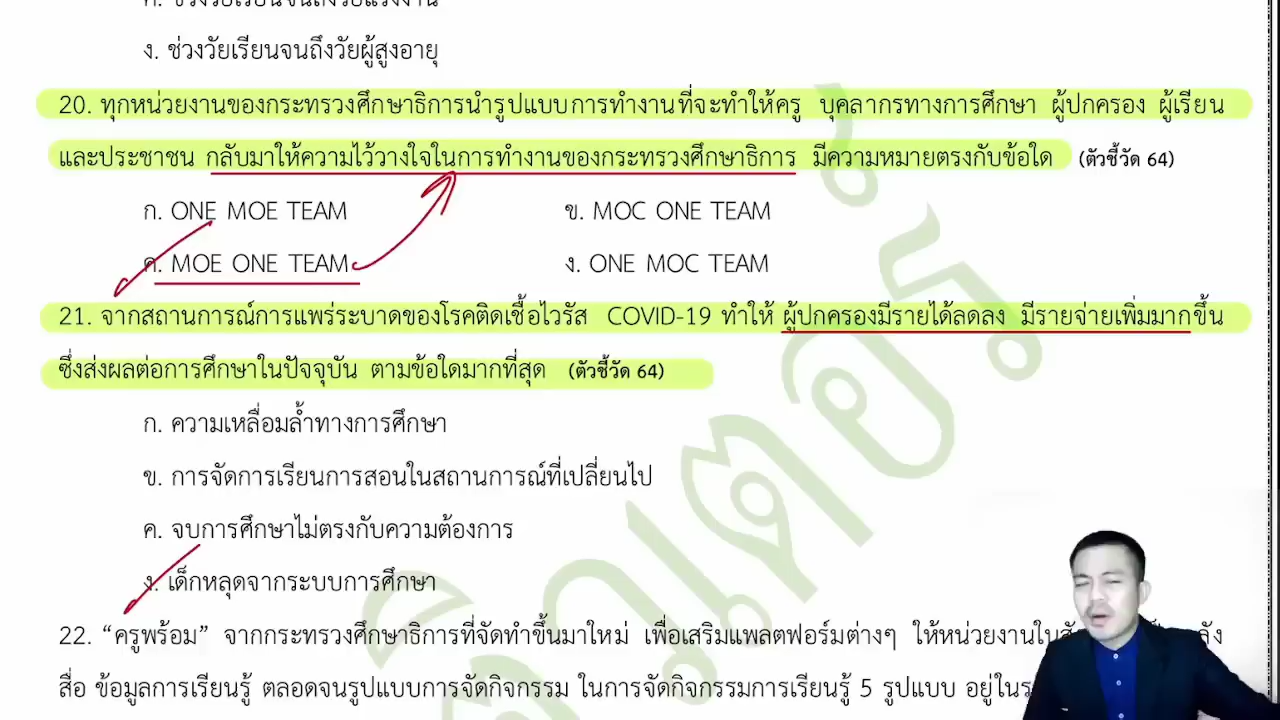 ค. ช่วงวัยเรียนจนถึงวัยแรงงาน
ง. ช่วงวัยเรียนจนถึงวัยผู้สูงอายุ
20. ทุกหน่วยงานของกระทรวงศึกษาธิการนำรูปแบบการทำงานที่จะทำให้ครู บุคลากรทางการศึกษา ผู้ปกครอง ผู้เรียน
และประชาชน กลับมาให้ความไว้วางใจในการทำงานของกระทรวงศึกษาธิการ มีความหมายตรงกับข้อใด (ตัวชี้วัด 64)
ก. ONE MOE TEAM ข. MOC ONE TEAM
ค. MOE ONE TEAM ง. ONE MOC TEAM
21. จากสถานการณ์การแพร่ระบาดของโรคติดเชื้อไวรัส COVID-19 ทำให้ ผู้ปกครองมีรายได้ลดลง มีรายจ่ายเพิ่มมากขึ้น
ซึ่งส่งผลต่อการศึกษาในปัจจุบัน ตามข้อใดมากที่สุด (ตัวชี้วัด 64)
ก. ความเหลื่อมล้ำทางการศึกษา
ข. การจัดการเรียนการสอนในสถานการณ์ที่เปลี่ยนไป
ค. จบการศึกษาไม่ตรงกับความต้องการ
ง. เด็กหลุดจากระบบการศึกษา
22. “ครูพร้อม” จากกระทรวงศึกษาธิการที่จัดทำขึ้นมาใหม่ เพื่อเสริมแพลตฟอร์มต่างๆ ให้หน่วยงานใน
สื่อ ข้อมูลการเรียนรู้ ตลอดจนรูปแบบการจัดกิจกรรม ในการจัดกิจกรรมการเรียนรู้ 5 รูปแบบ อยู่ใน